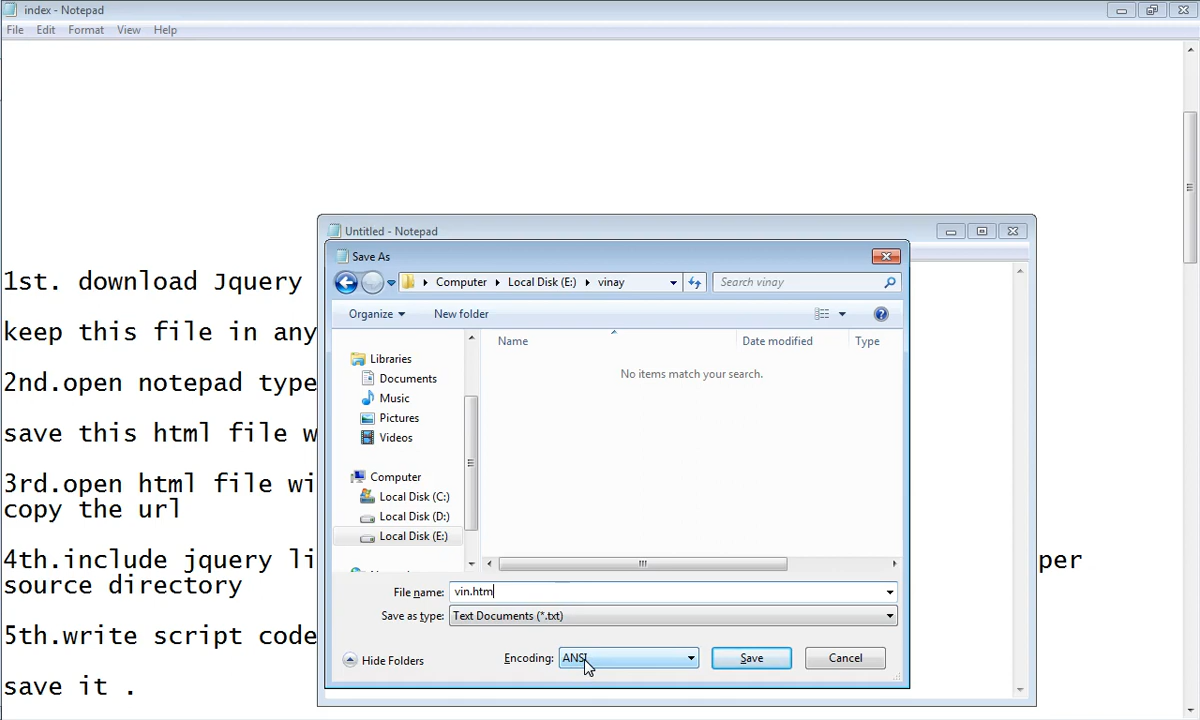 index - Notepad
File Edit Format View Help
1st. download Jquery
keep this file in any
2nd.open notepad type
save this html file w
3rd.open html file wi
copy the url
4th.include jquery li per
source directory
5th.write script code
save it .
Untitled - Notepad
Save As
Computer Local Disk (E:) vinay
Search vinay
Organize New folder
Name Date modified Type
No items match your search.
Libraries
Documents
Music
Pictures
Videos
Computer
Local Disk (C:)
Local Disk (D:)
Local Disk (E:)
File name: vin.htm
Save as type: Text Documents (*.txt)
Hide Folders
Encoding: ANSI
Save Cancel